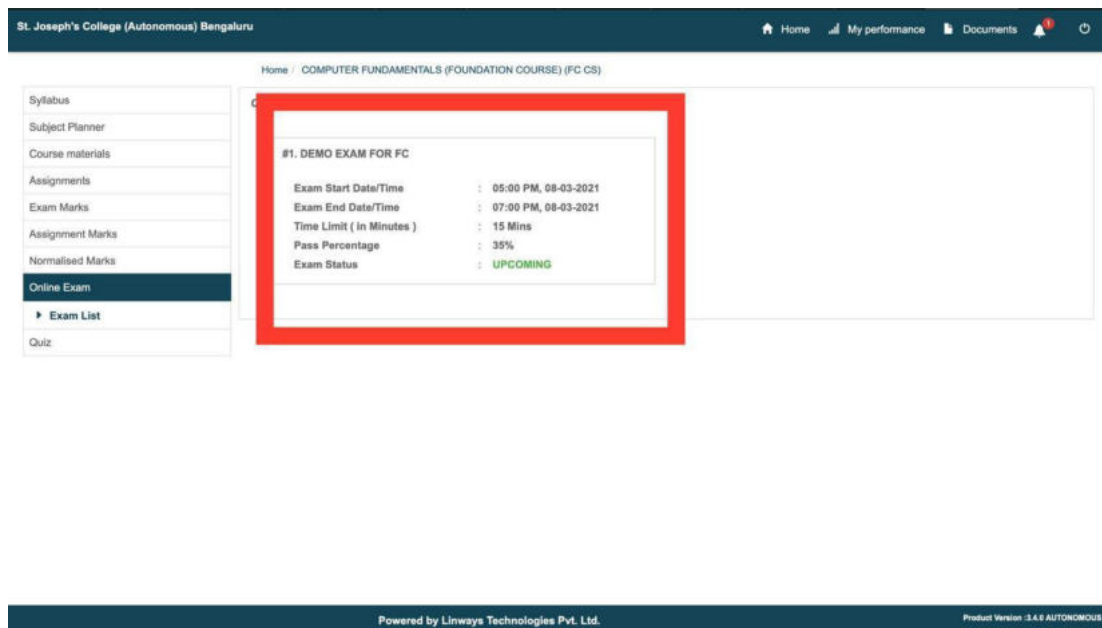 St. Joseph's College (Autonomous) Bengaluru
Home My performance Documents 1
Home / COMPUTER FUNDAMENTALS (FOUNDATION COURSE) (FC CS)
Syllabus
Subject Planner
Course materials
Assignments
Exam Marks
Assignment Marks
Normalised Marks
Online Exam
Exam List
Quiz
#1. DEMO EXAM FOR FC
Exam Start Date/Time : 05:00 PM, 08-03-2021
Exam End Date/Time : 07:00 PM, 08-03-2021
Time Limit ( in Minutes ) : 15 Mins
Pass Percentage : 35%
Exam Status : UPCOMING
Powered by Linways Technologies Pvt. Ltd.
Product Version :3.4.0 AUTONOMOUS